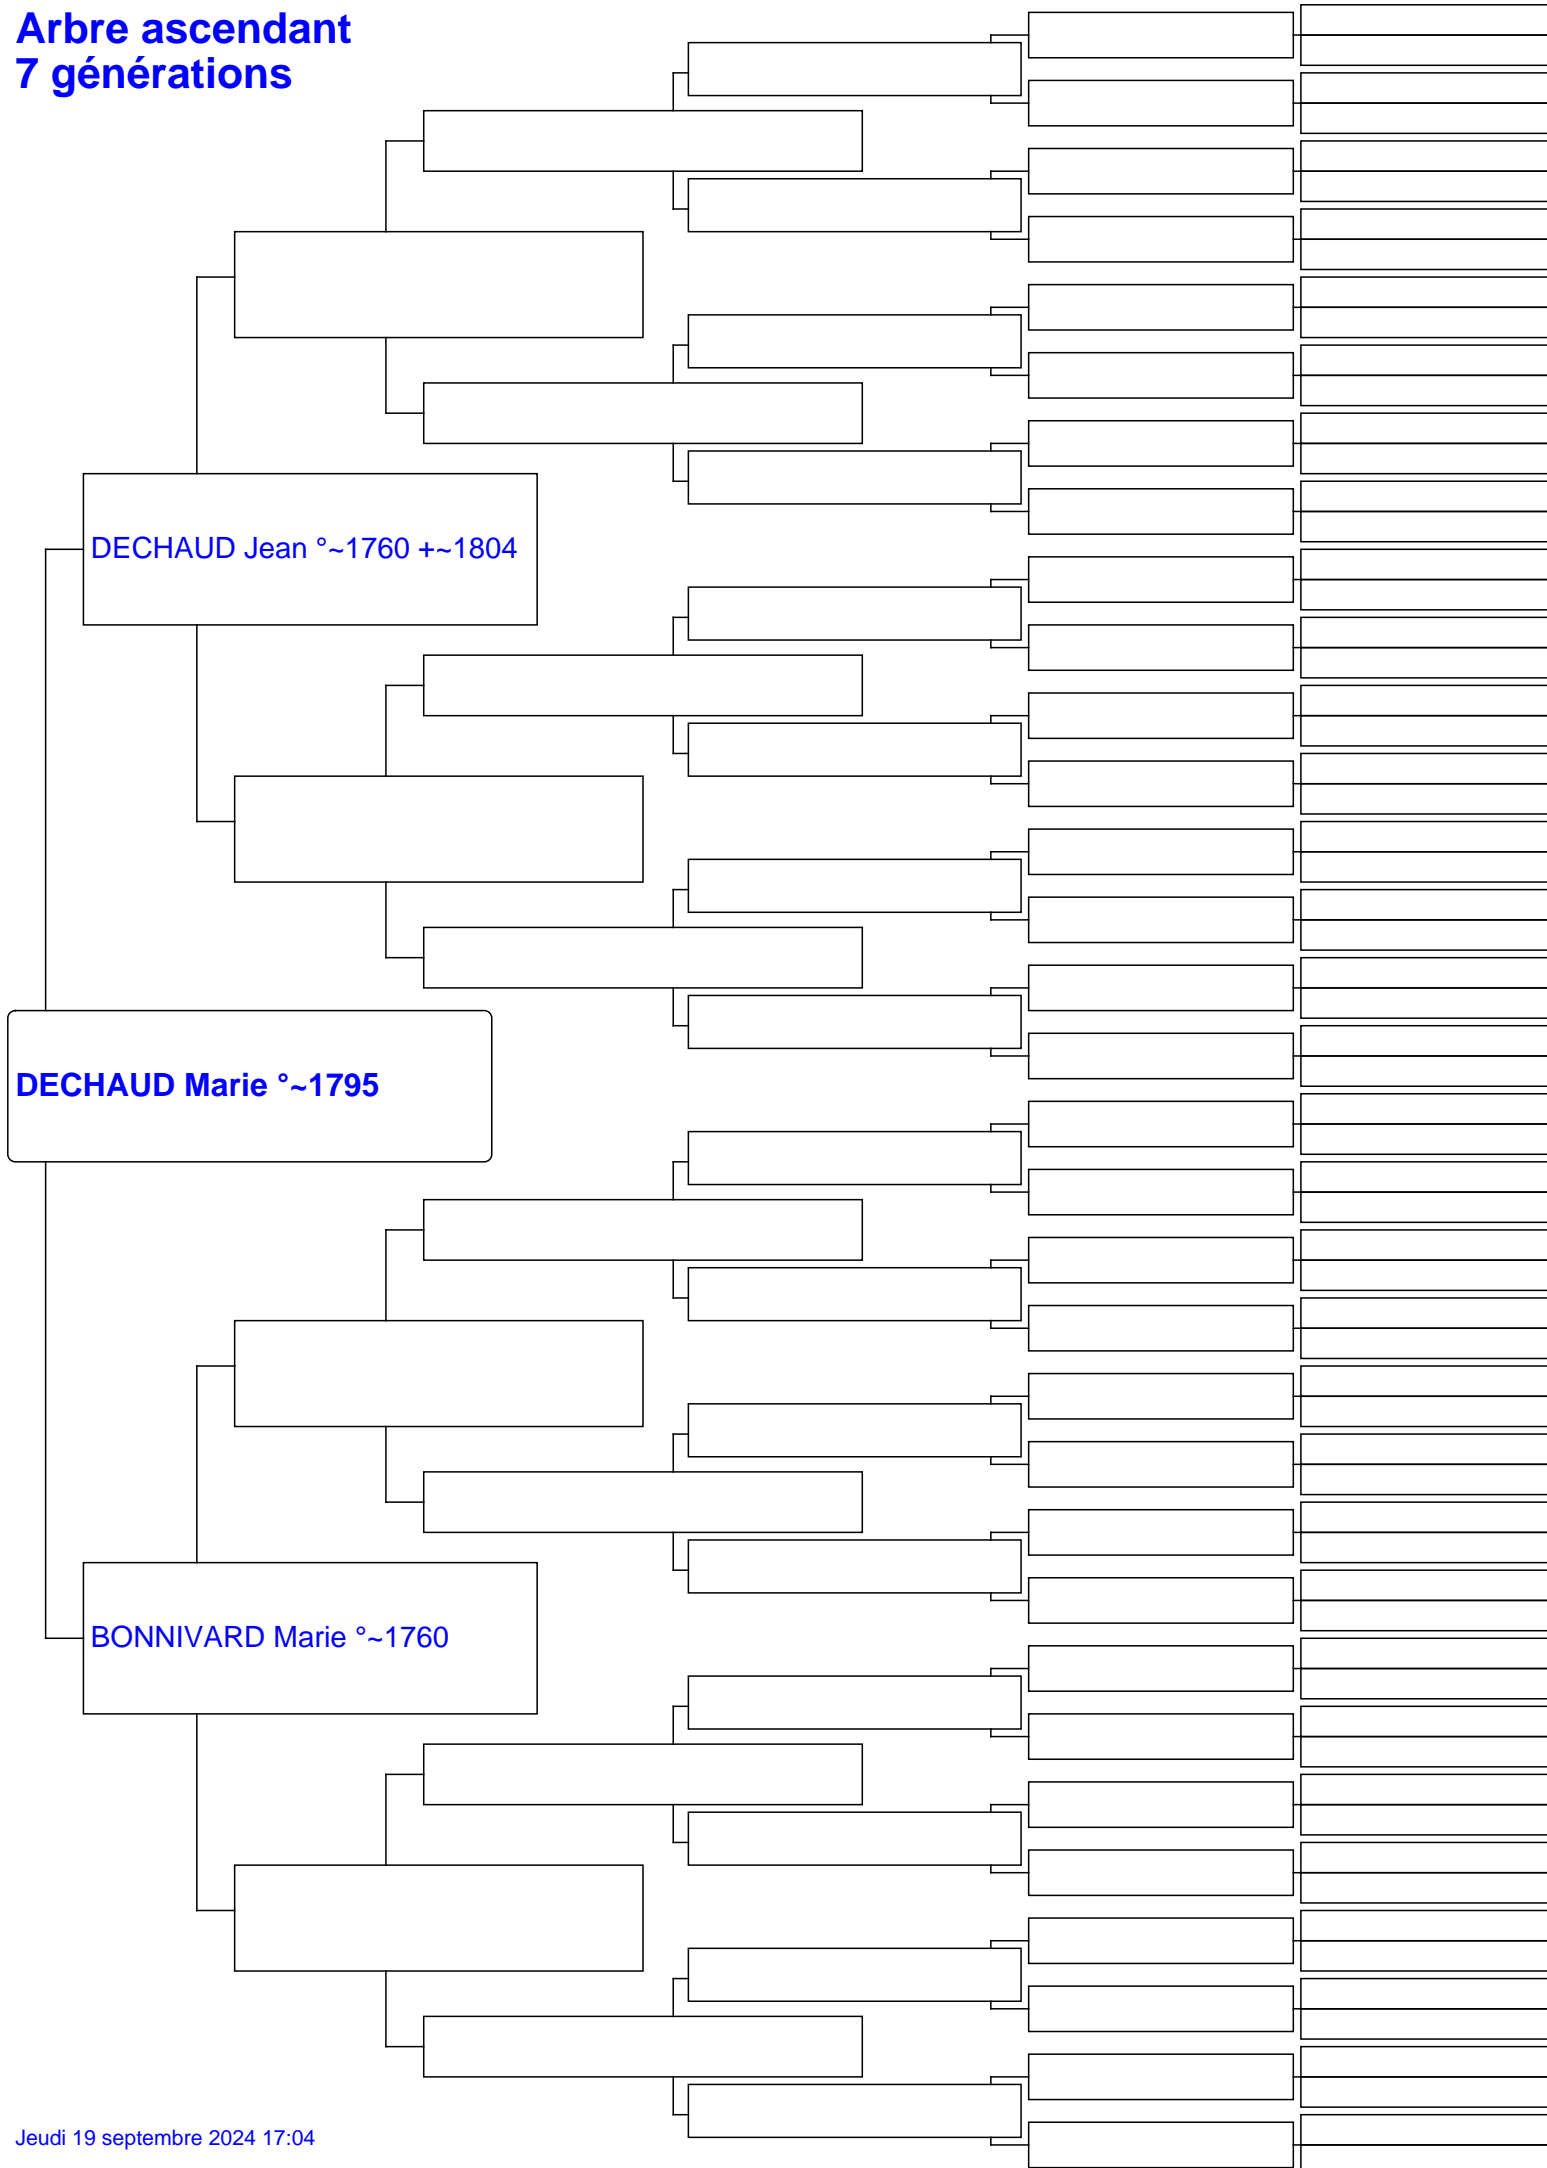 Arbre ascendant
7 générations
DECHAUD Jean °~1760 +~1804
DECHAUD Marie °~1795
BONNIVARD Marie °~1760
Jeudi 19 septembre 2024 17:04